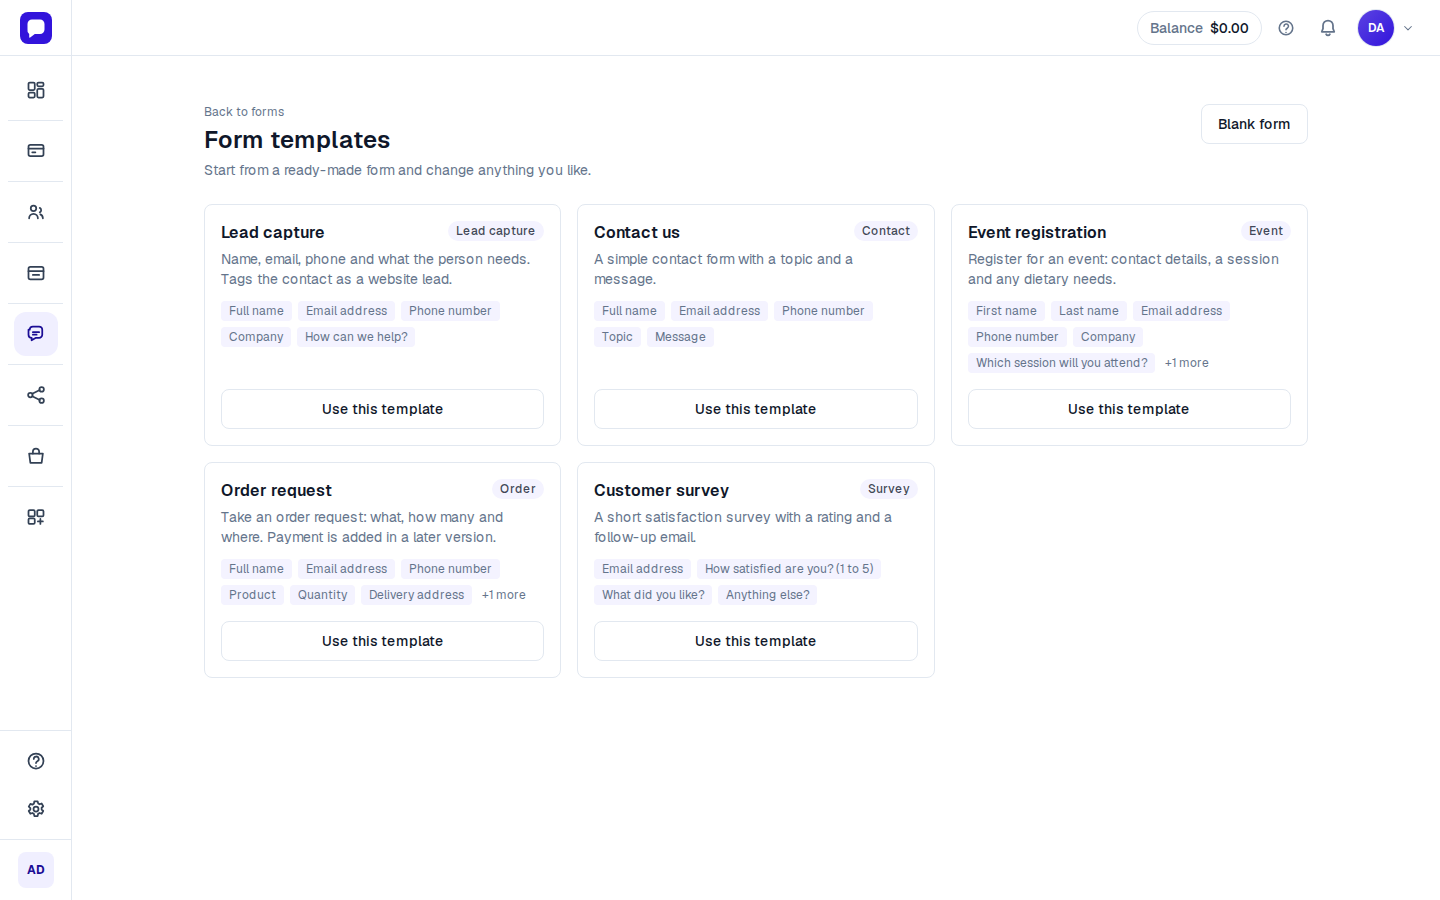 Balance $0.00
DA
Back to forms
Form templates
Blank form
Start from a ready-made form and change anything you like.
Lead capture
Lead capture
Name, email, phone and what the person needs.
Tags the contact as a website lead.
Full name
Email address
Phone number
Company
How can we help?
Use this template
Contact us
Contact
A simple contact form with a topic and a
message.
Full name
Email address
Phone number
Topic
Message
Use this template
Event registration
Event
Register for an event: contact details, a session
and any dietary needs.
First name
Last name
Email address
Phone number
Company
Which session will you attend?
+1 more
Use this template
Order request
Order
Take an order request: what, how many and
where. Payment is added in a later version.
Full name
Email address
Phone number
Product
Quantity
Delivery address
+1 more
Use this template
Customer survey
Survey
A short satisfaction survey with a rating and a
follow-up email.
Email address
How satisfied are you? (1 to 5)
What did you like?
Anything else?
Use this template
AD